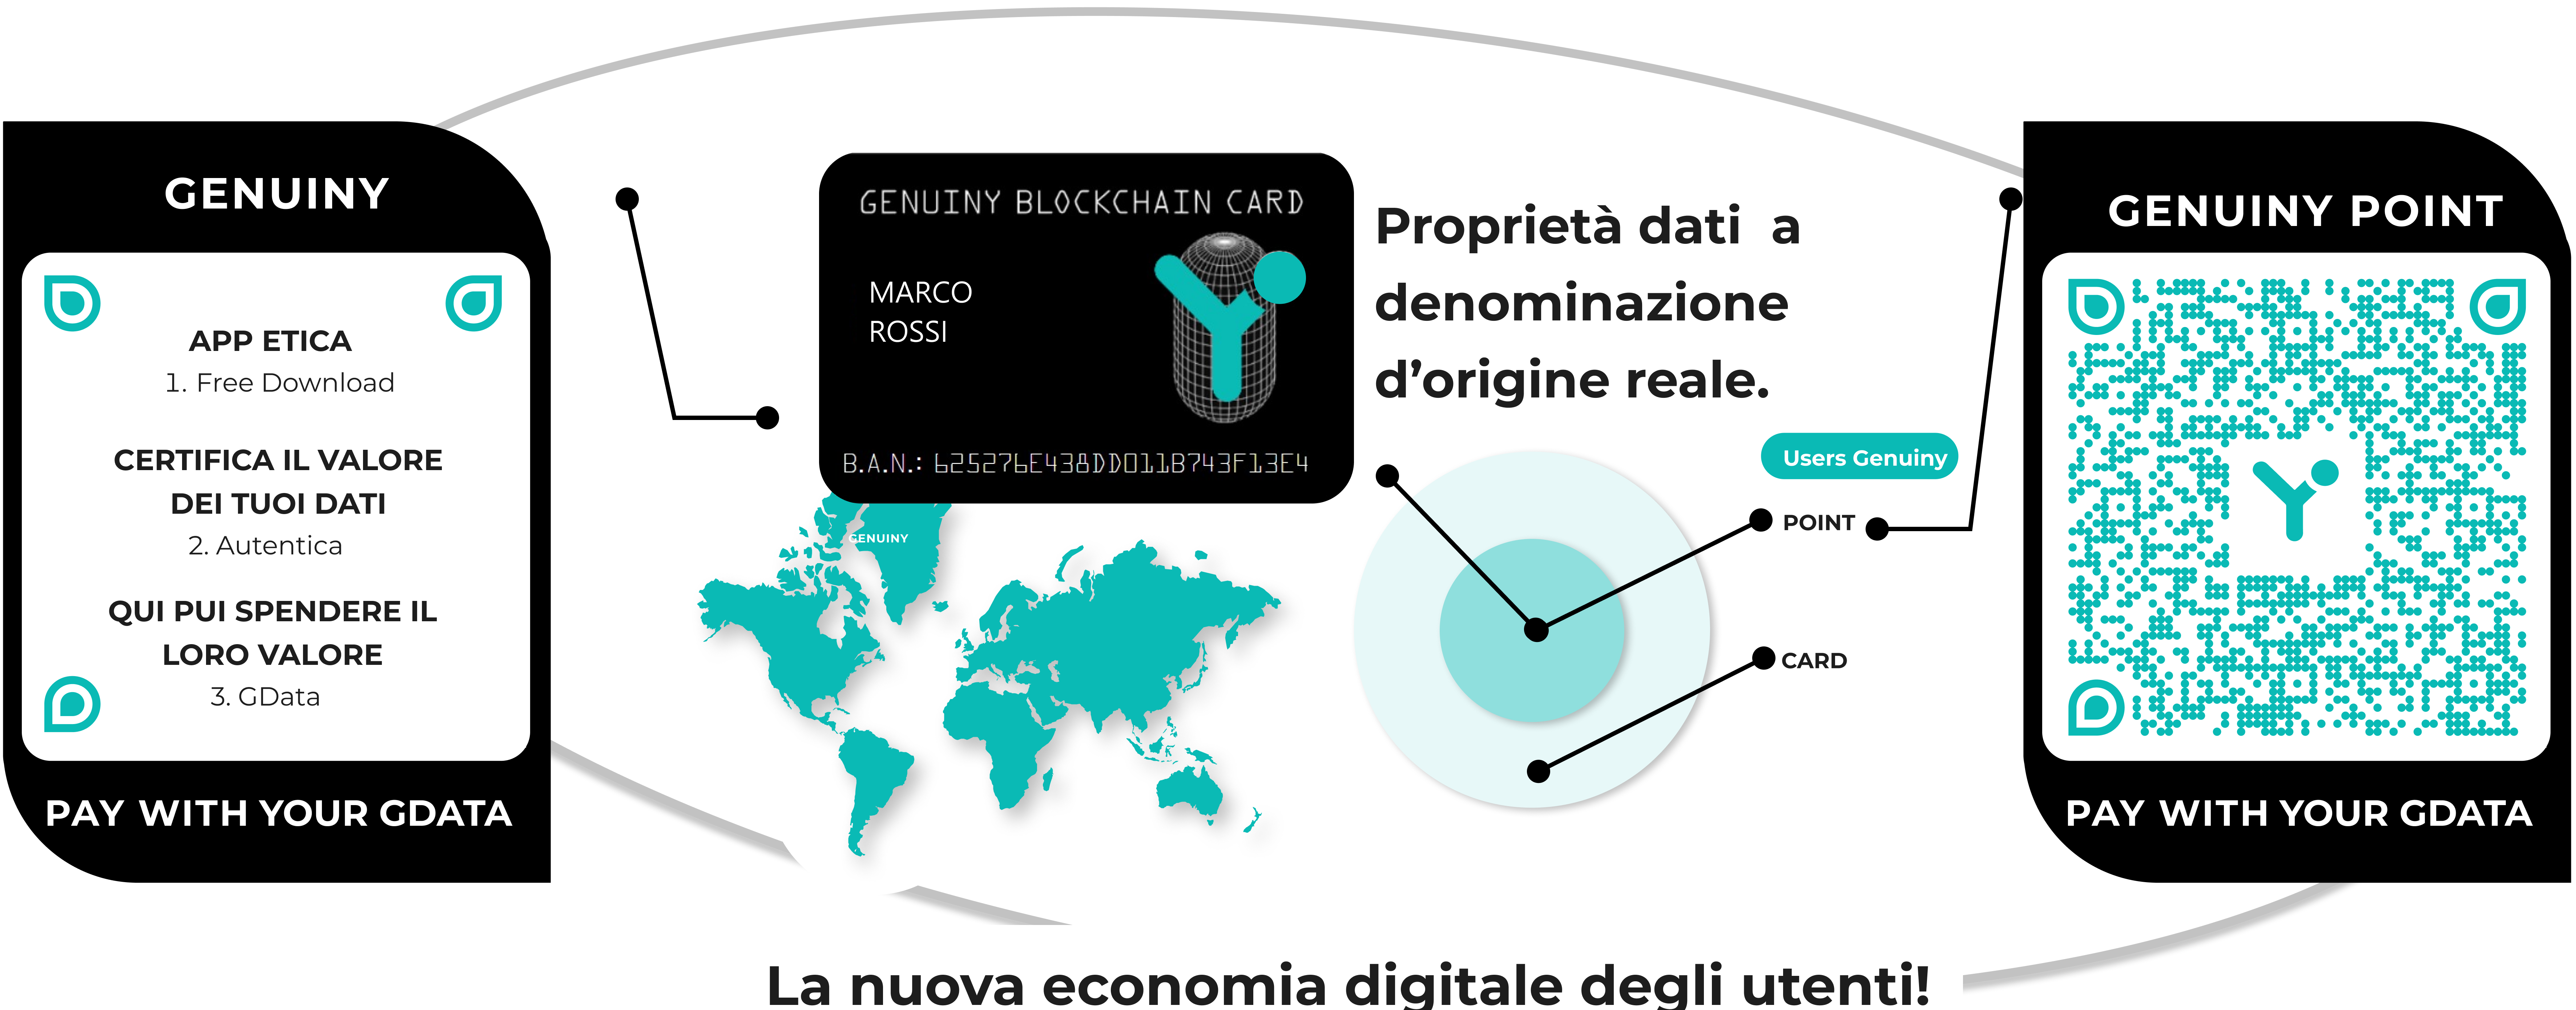 GENUINY
APP ETICA
1. Free Download
CERTIFICA IL VALORE
DEI TUOI DATI
2. Autentica
QUI PUI SPENDERE IL
LORO VALORE
3. GData
PAY WITH YOUR GDATA
GENUINY BLOCKCHAIN CARD
MARCO
ROSSI
B.A.N.: 625276E438DD011B743F13E4
GENUINY
Proprietà dati a
denominazione
d’origine reale.
Users Genuiny
POINT
CARD
GENUINY POINT
PAY WITH YOUR GDATA
La nuova economia digitale degli utenti!